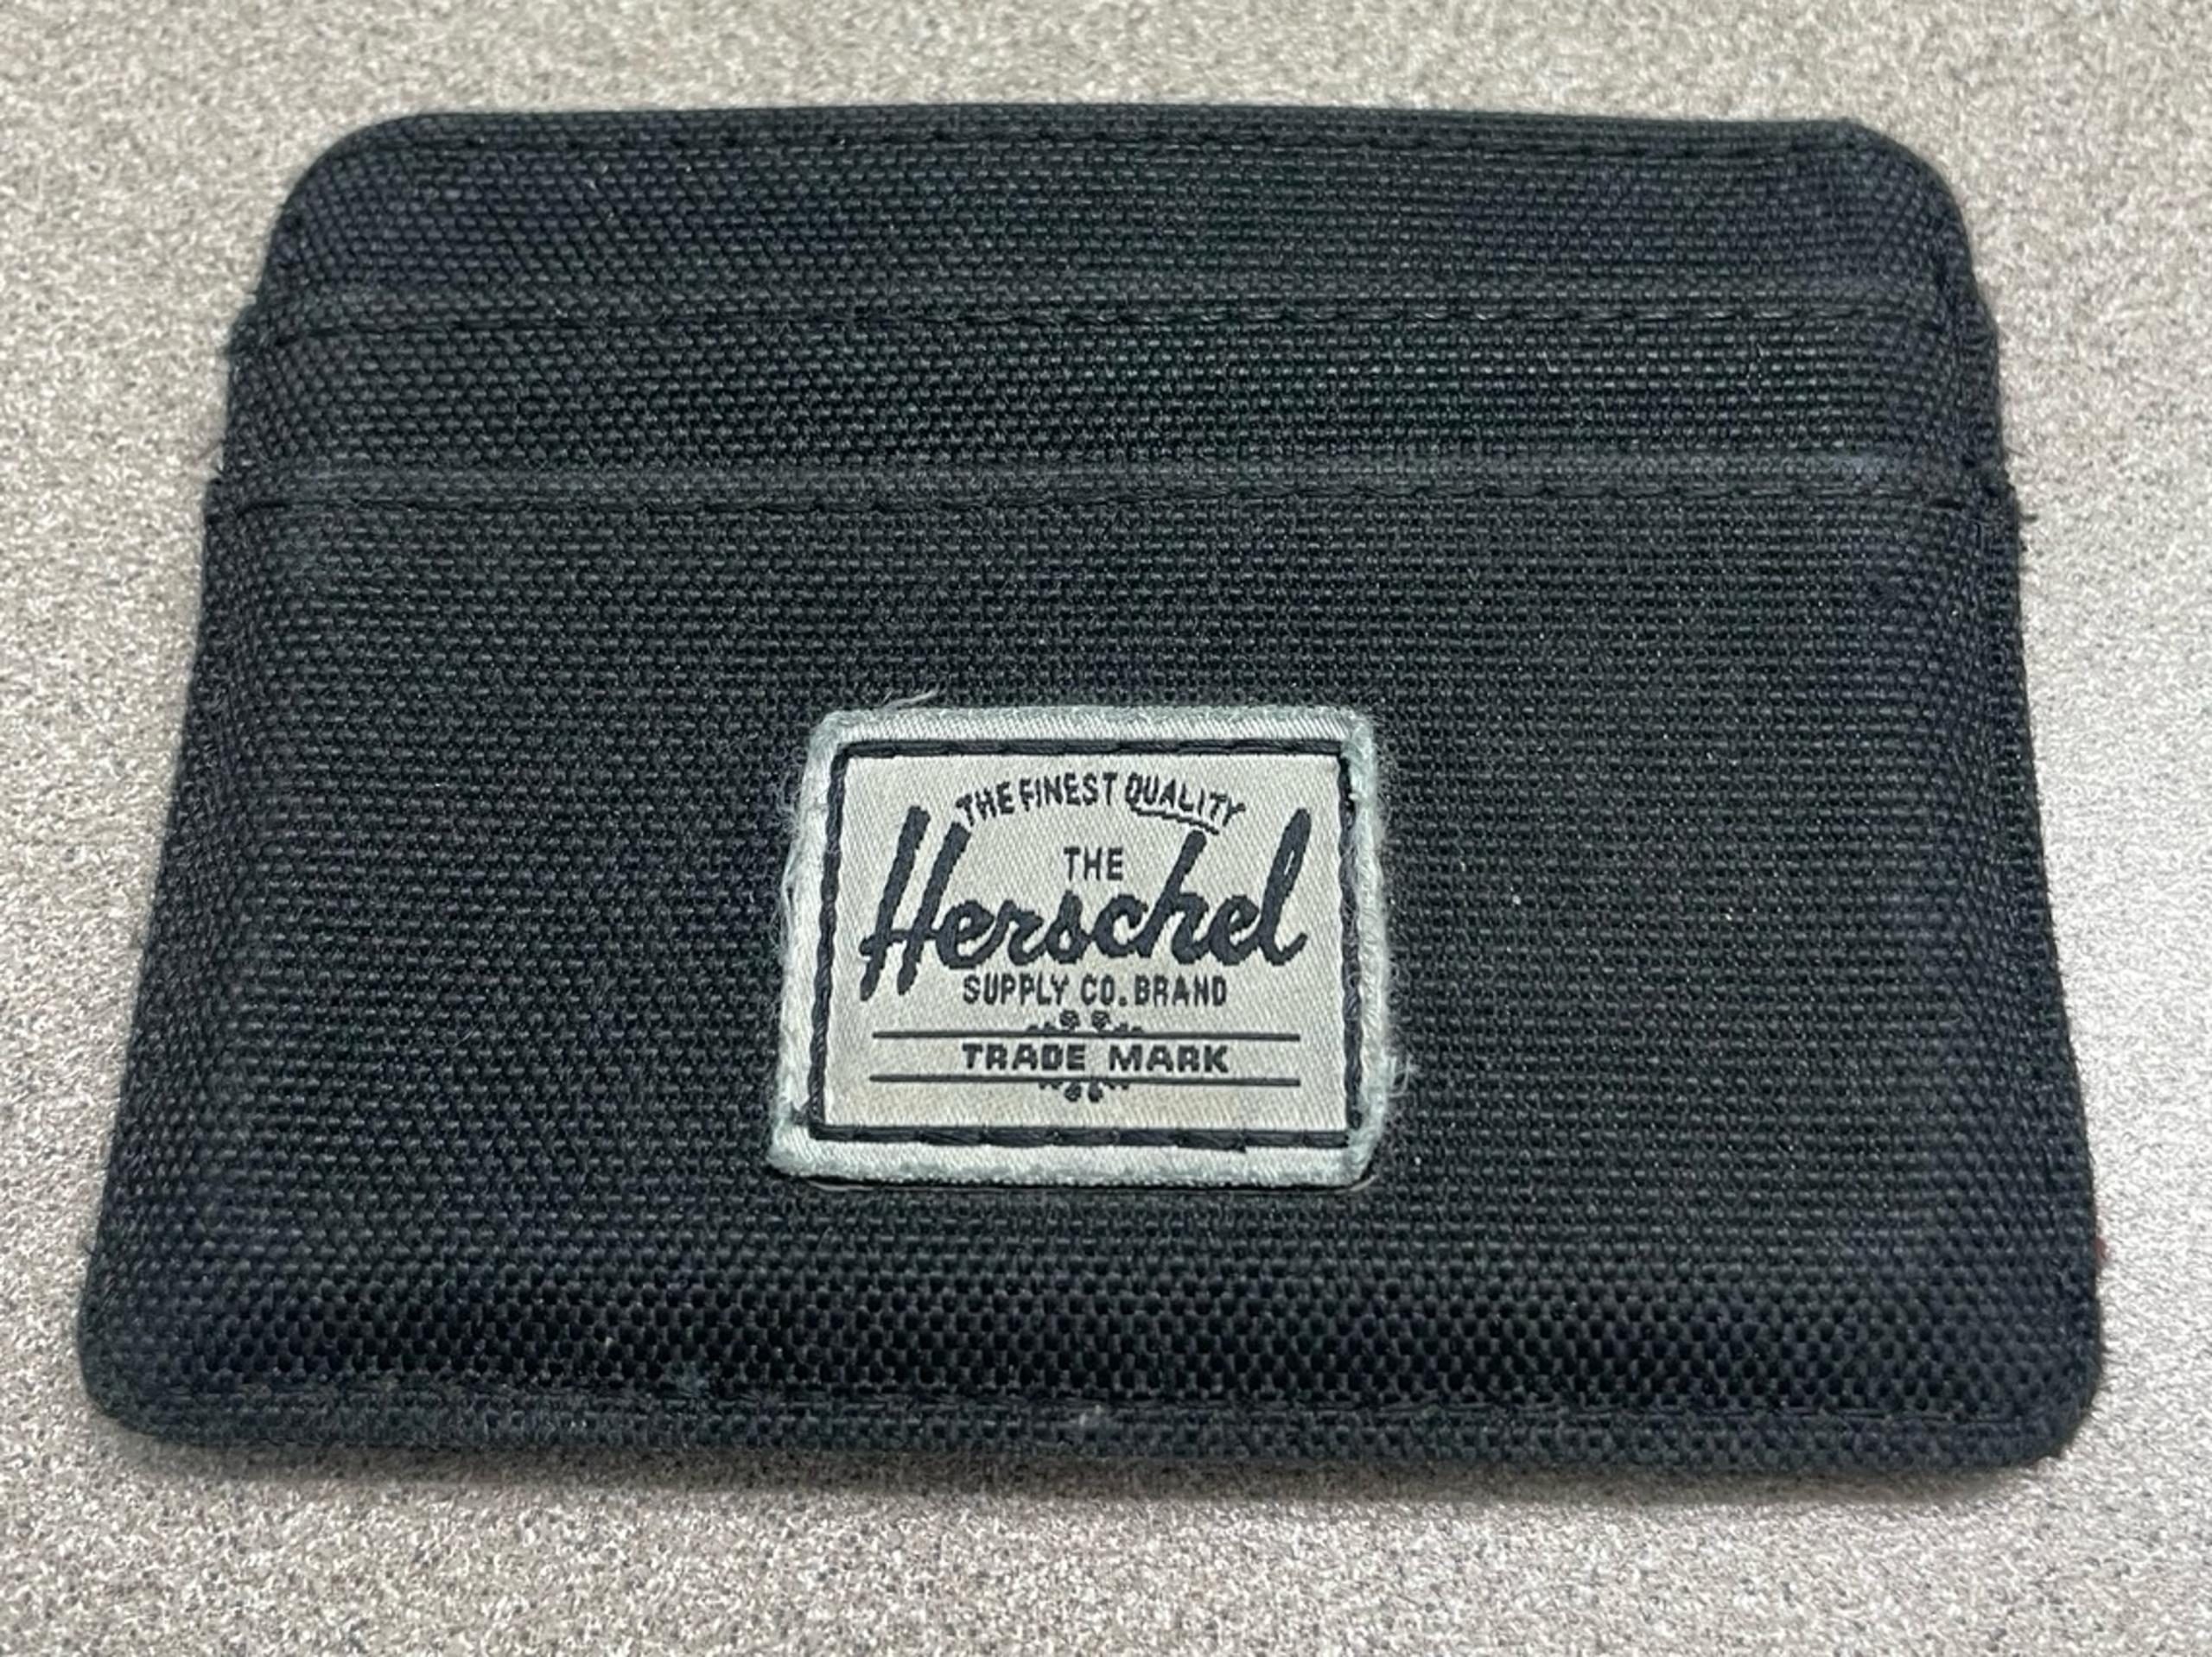 THE FINEST QUALITY
THE
Herschel
SUPPLY CO. BRAND
TRADE MARK